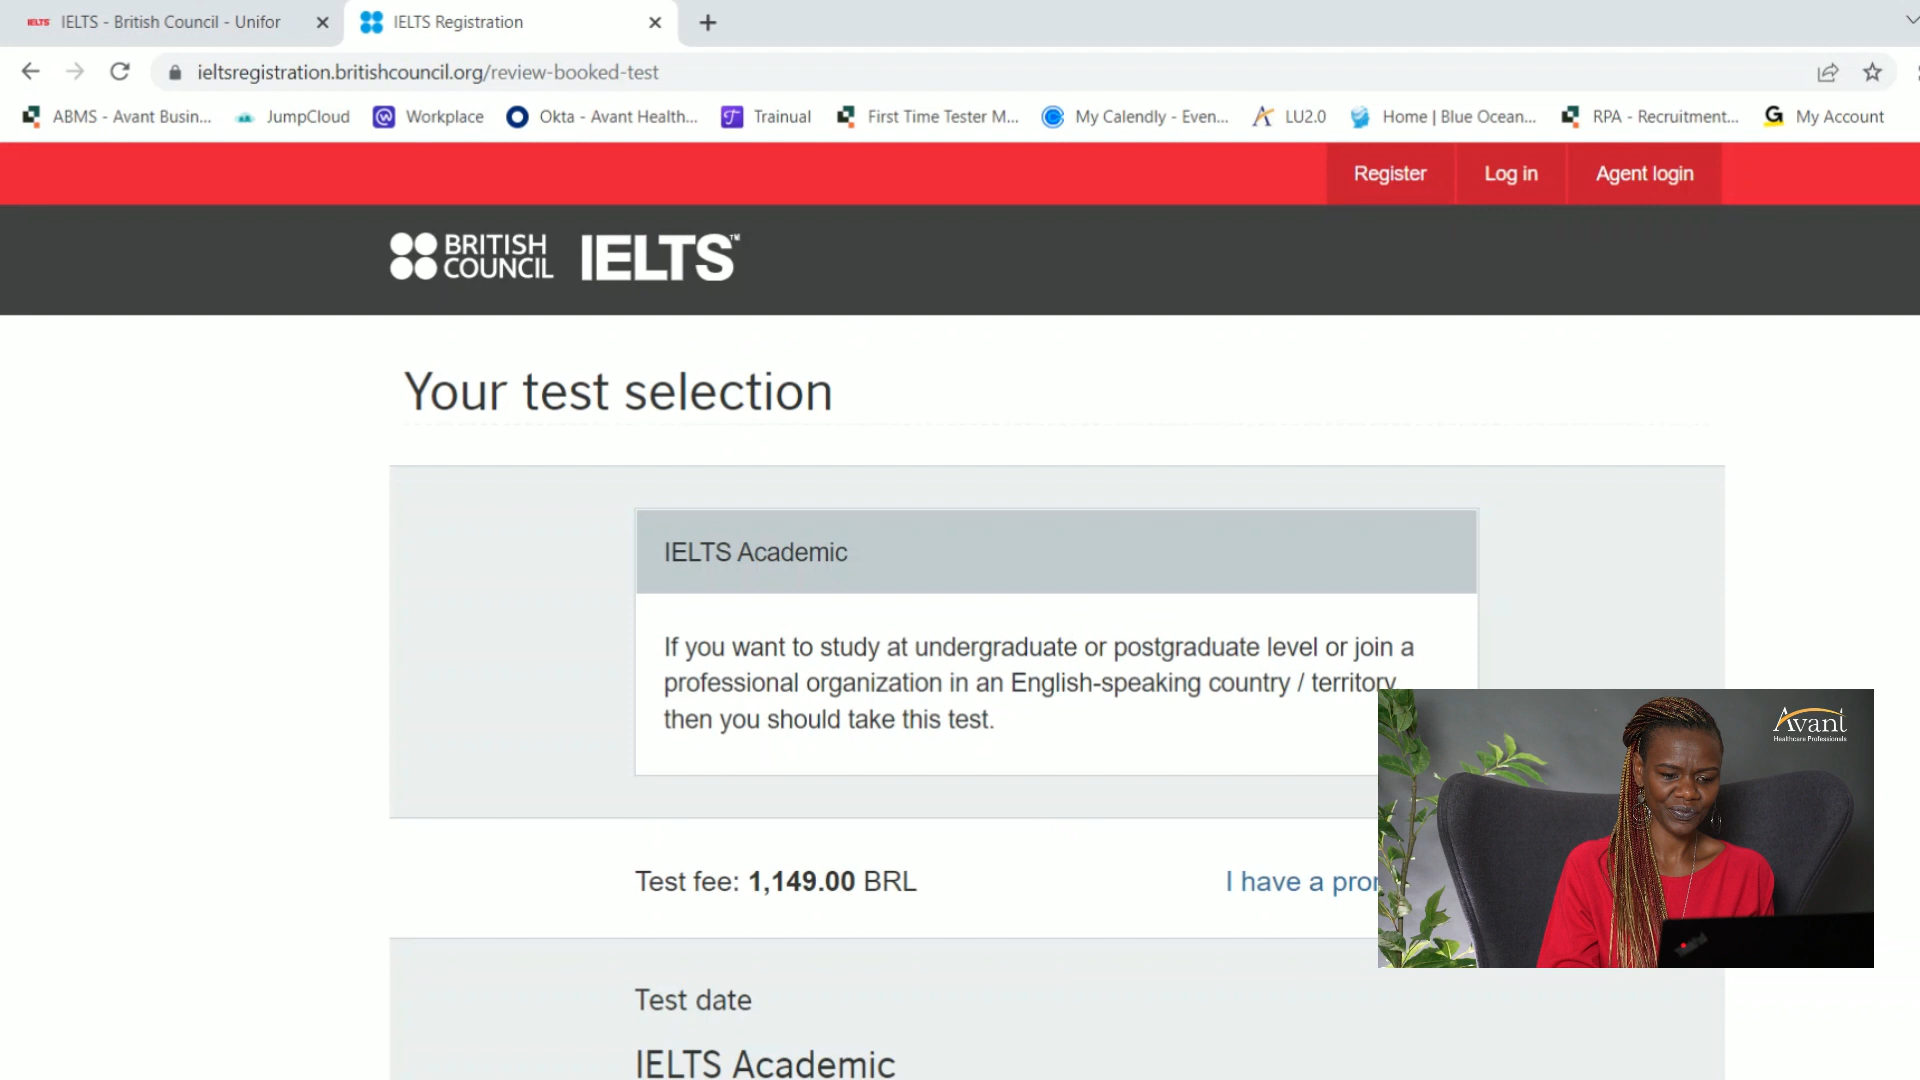 IELTS - British Council - Unifor
IELTS Registration
ieltsregistration.britishcouncil.org/review-booked-test
ABMS - Avant Busin...
JumpCloud
Workplace
Okta - Avant Health...
Trainual
First Time Tester M...
My Calendly - Even...
LU2.0
Home | Blue Ocean...
RPA - Recruitment...
My Account
Register
Log in
Agent login
BRITISH
COUNCIL
IELTS™
Your test selection
IELTS Academic
If you want to study at undergraduate or postgraduate level or join a
professional organization in an English-speaking country / territory
then you should take this test.
Test fee: 1,149.00 BRL
I have a pro
Avant
Healthcare Professionals
Test date
IELTS Academic